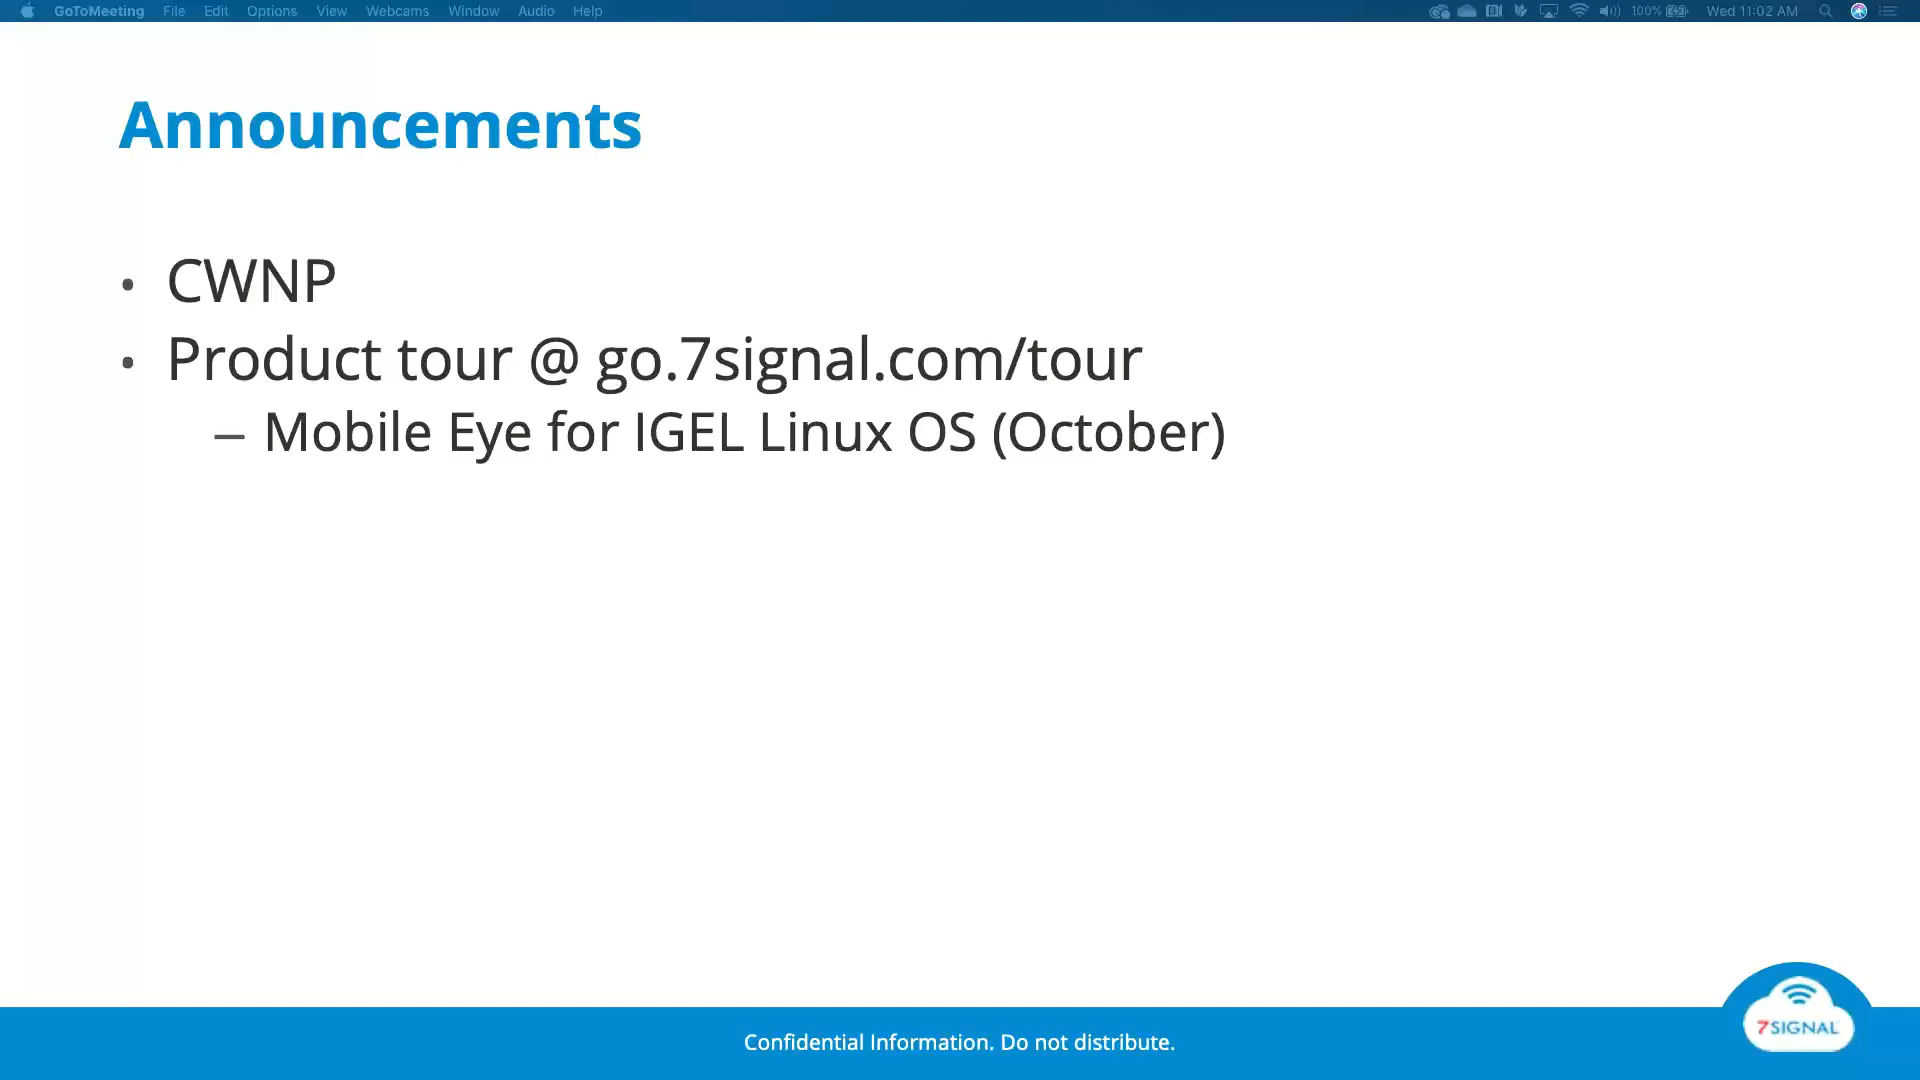 GoToMeeting File Edit Options View Webcams Window Audio Help 100% Wed 11:02 AM
Announcements
• CWNP
• Product tour @ go.7signal.com/tour
– Mobile Eye for IGEL Linux OS (October)
7SIGNAL
Confidential Information. Do not distribute.